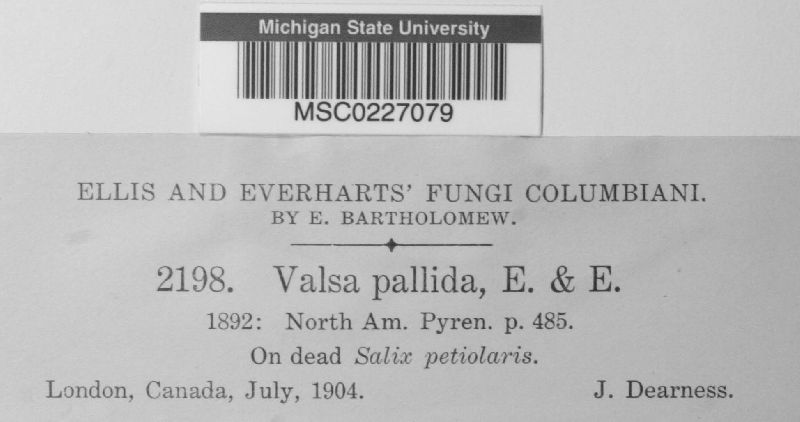 Michigan State University
MSC0227079
ELLIS AND EVERHARTS' FUNGI COLUMBIANI.
BY E. BARTHOLOMEW.
2198. Valsa pallida, E. & E.
1892: North Am. Pyren. p. 485.
On dead Salix petiolaris.
London, Canada, July, 1904. J. Dearness.